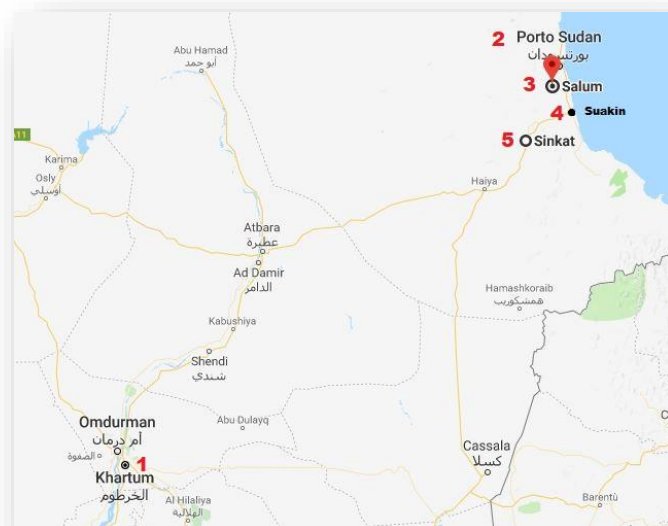 2
Porto Sudan
بورتسودان
Abu Hamad
أبو حمد
3
Salum
4
Suakin
A11
5
Sinkat
Karima
Osly
أوسلي
Haiya
Atbara
عطبرة
Ad Damir
الدامر
Hamashkoraib
همشكوريب
Kabushiya
Shendi
شندي
Abu Dulayq
Omdurman
أم درمان
الصفوة
1
Khartum
الخرطوم
Cassala
كسلا
Al Hilaliya
الهلالية
Barentù